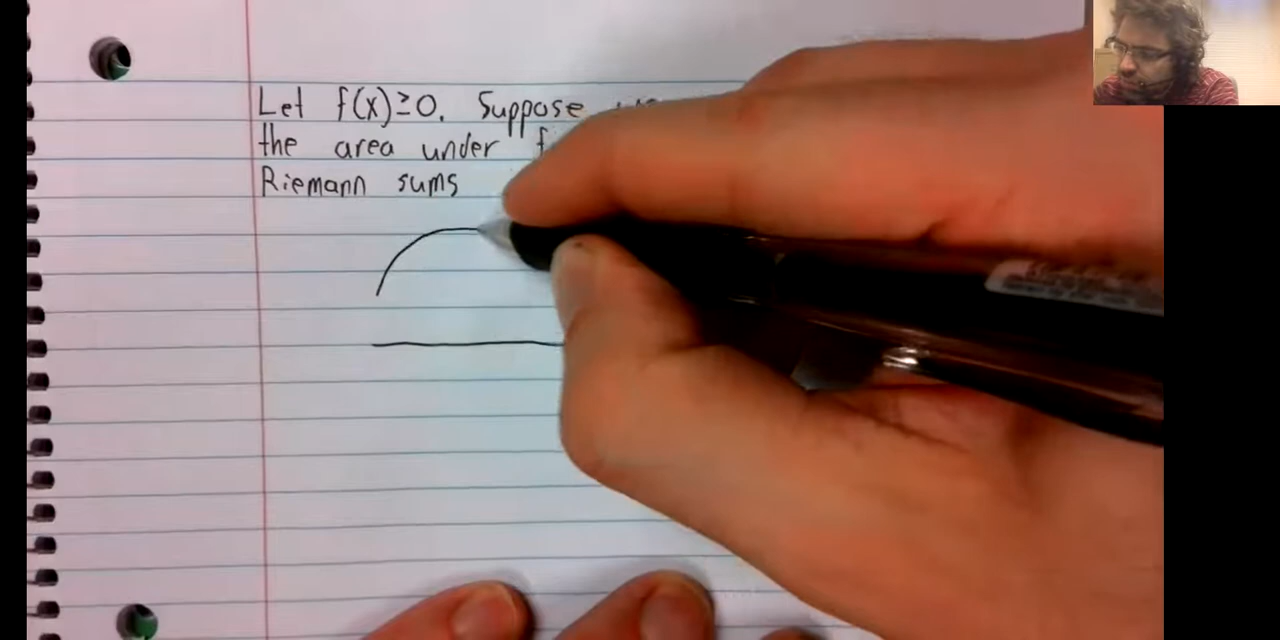 Let f(x)≥0. Suppose
the area under f
Riemann sums